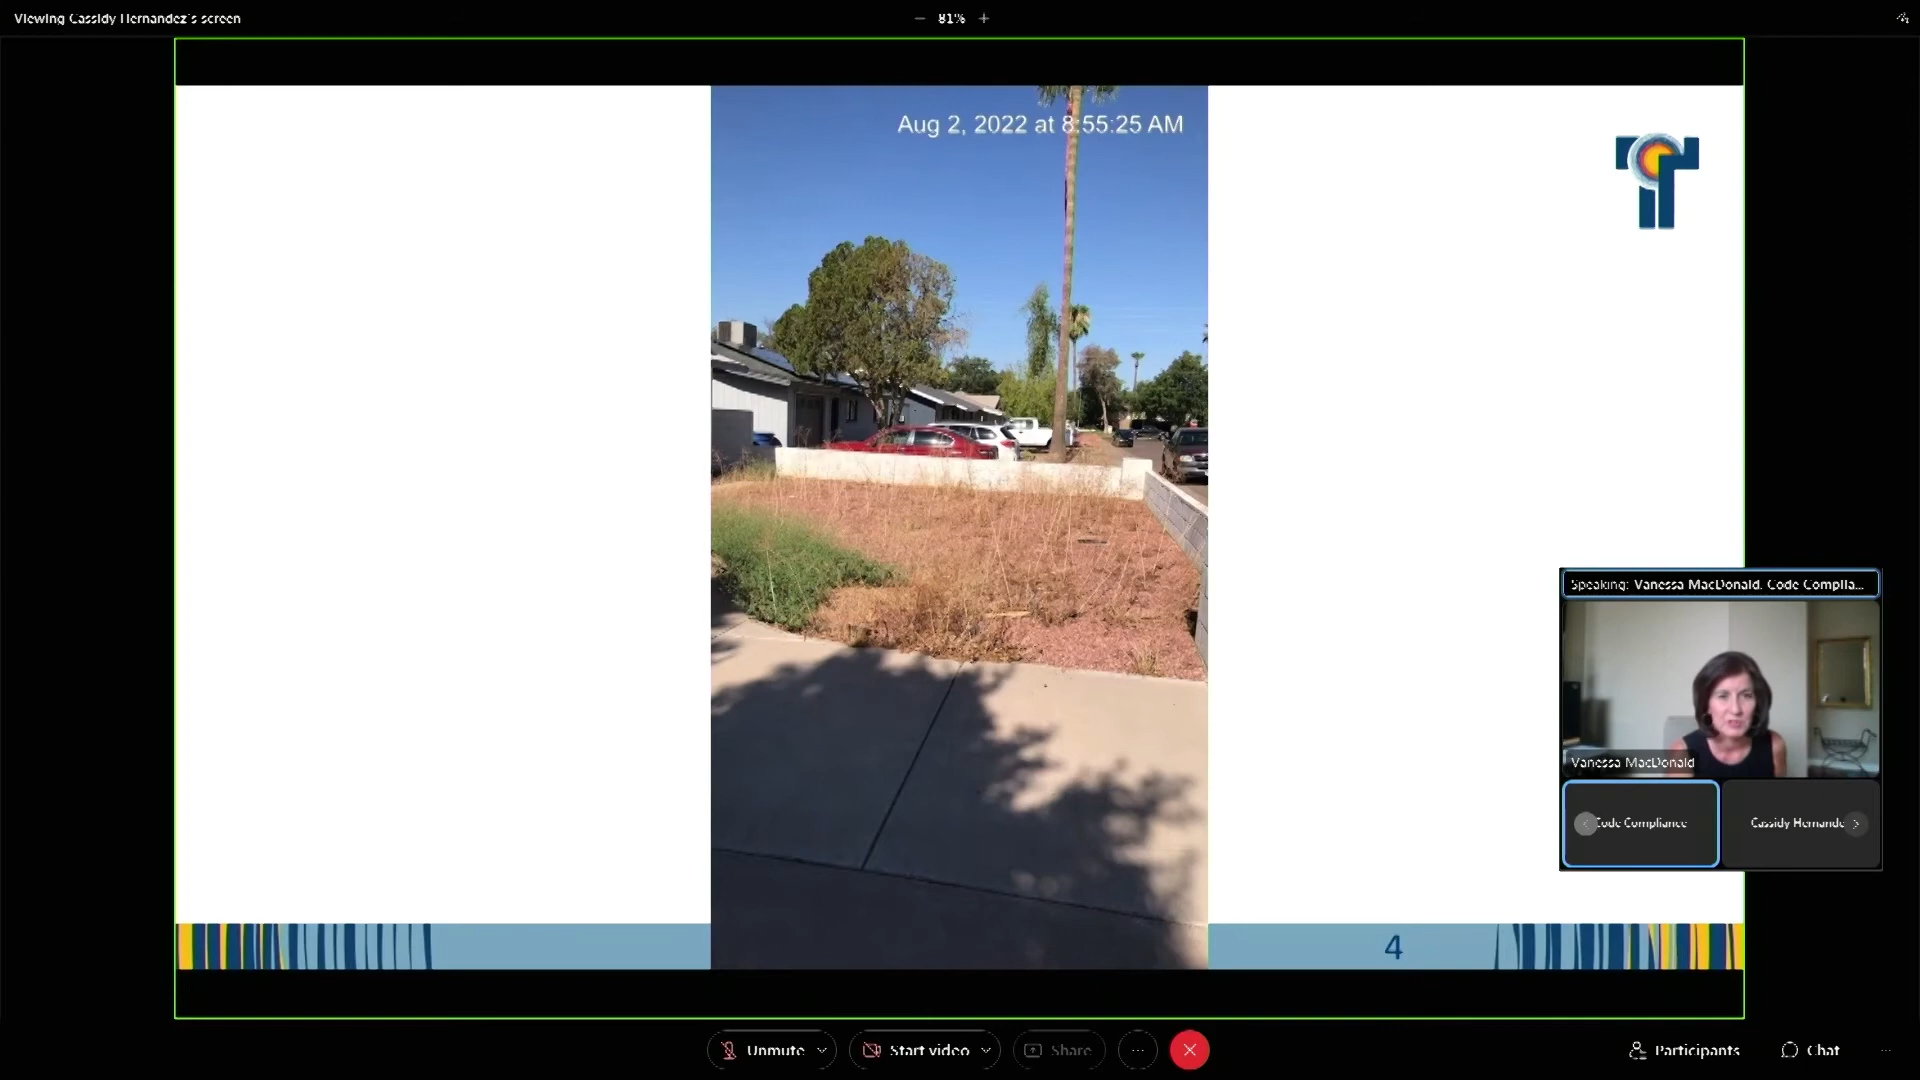 Viewing Cassidy Hernandez's screen
81%
Aug 2, 2022 at 8:55:25 AM
Speaking: Vanessa MacDonald, Code Complia...
Vanessa MacDonald
Code Compliance
Cassidy Hernande
4
Unmute
Start video
Share
Participants
Chat